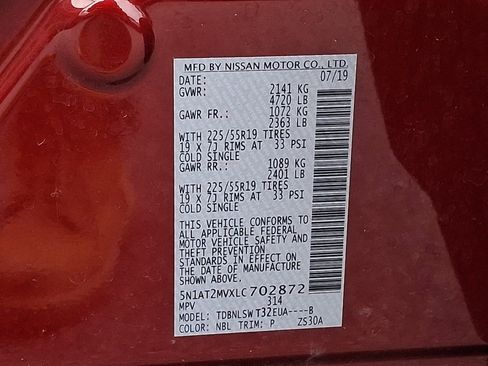 MFD BY NISSAN MOTOR CO., LTD.
DATE: 07/19
GVWR: 2141 KG
4720 LB
GAWR FR.: 1072 KG
2363 LB
WITH 225/55R19 TIRES
19 x 7J RIMS AT 33 PSI
COLD SINGLE
GAWR RR.: 1089 KG
2401 LB
WITH 225/55R19 TIRES
19 x 7J RIMS AT 33 PSI
COLD SINGLE
THIS VEHICLE CONFORMS TO
ALL APPLICABLE FEDERAL
MOTOR VEHICLE SAFETY AND
THEFT PREVENTION
STANDARDS IN EFFECT ON
THE DATE OF MANUFACTURE
SHOWN ABOVE.
5N1AT2MVXLC702872
MPV 314
MODEL: TDBNLSWT32EUA----B
COLOR: NBL TRIM: P ZS30A